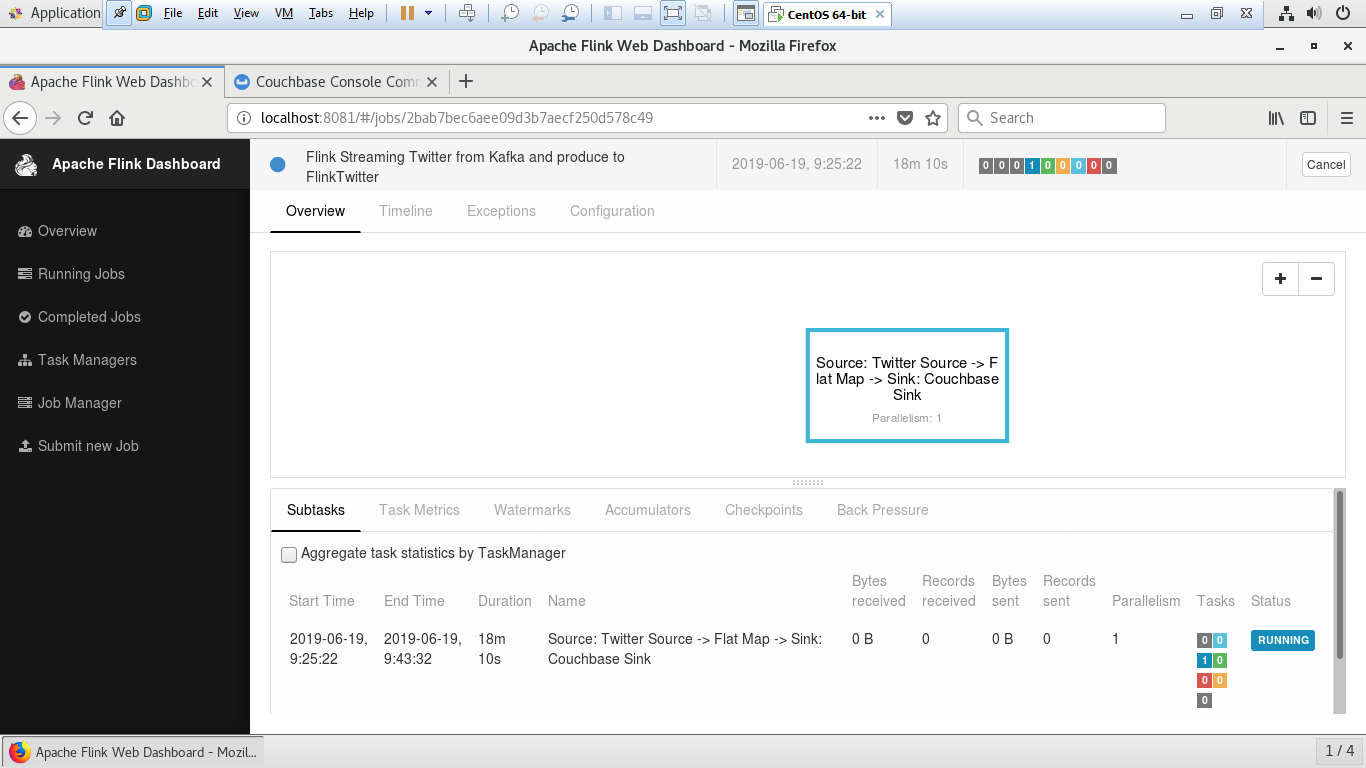 Application File Edit View VM Tabs Help CentOS 64-bit
Apache Flink Web Dashboard - Mozilla Firefox
Apache Flink Web Dashbo Couchbase Console Com
localhost:8081/#/jobs/2bab7bec6aee09d3b7aecf250d578c49 Search
Apache Flink Dashboard
Overview
Running Jobs
Completed Jobs
Task Managers
Job Manager
Submit new Job
Flink Streaming Twitter from Kafka and produce to
FlinkTwitter
2019-06-19, 9:25:22 18m 10s 0 0 0 1 0 0 0 0 0 Cancel
Overview Timeline Exceptions Configuration
+ −
Source: Twitter Source -> F
lat Map -> Sink: Couchbase
Sink
Parallelism: 1
Subtasks Task Metrics Watermarks Accumulators Checkpoints Back Pressure
Aggregate task statistics by TaskManager
Bytes Records Bytes Records
Start Time End Time Duration Name received received sent sent Parallelism Tasks Status
2019-06-19, 2019-06-19, 18m Source: Twitter Source -> Flat Map -> Sink: 0 B 0 0 B 0 1 0 0 RUNNING
9:25:22 9:43:32 10s Couchbase Sink 1 0
0 0
0
Apache Flink Web Dashboard - Mozil... 1 / 4